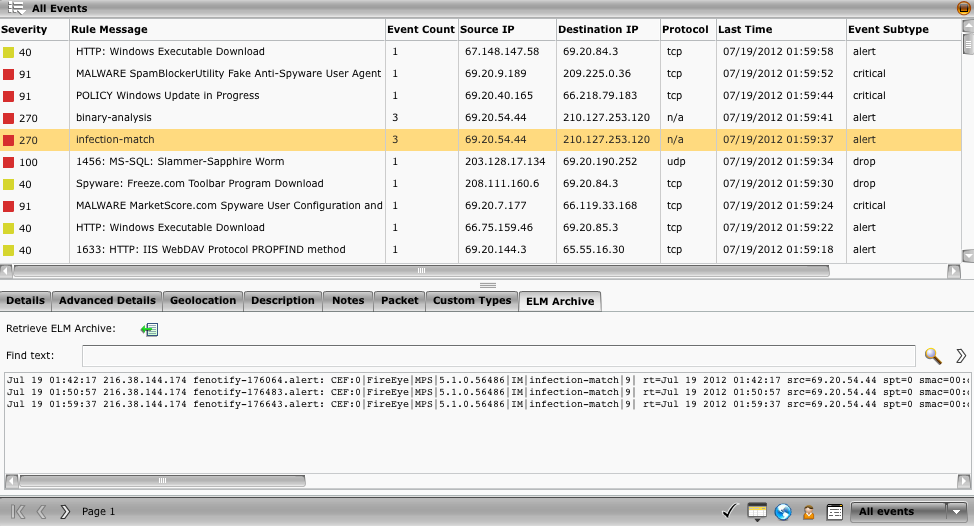 All Events
Severity Rule Message Event Count Source IP Destination IP Protocol Last Time Event Subtype
40 HTTP: Windows Executable Download 1 67.148.147.58 69.20.84.3 tcp 07/19/2012 01:59:58 alert
91 MALWARE SpamBlockerUtility Fake Anti-Spyware User Agent 1 69.20.9.189 209.225.0.36 tcp 07/19/2012 01:59:52 critical
91 POLICY Windows Update in Progress 1 69.20.40.165 66.218.79.183 tcp 07/19/2012 01:59:44 critical
270 binary-analysis 3 69.20.54.44 210.127.253.120 n/a 07/19/2012 01:59:41 alert
270 infection-match 3 69.20.54.44 210.127.253.120 n/a 07/19/2012 01:59:37 alert
100 1456: MS-SQL: Slammer-Sapphire Worm 1 203.128.17.134 69.20.190.252 udp 07/19/2012 01:59:34 drop
40 Spyware: Freeze.com Toolbar Program Download 1 208.111.160.6 69.20.84.3 tcp 07/19/2012 01:59:30 drop
91 MALWARE MarketScore.com Spyware User Configuration and 1 69.20.7.177 66.119.33.168 tcp 07/19/2012 01:59:24 critical
40 HTTP: Windows Executable Download 1 66.75.159.46 69.20.85.3 tcp 07/19/2012 01:59:22 alert
40 1633: HTTP: IIS WebDAV Protocol PROPFIND method 1 69.20.144.3 65.55.16.30 tcp 07/19/2012 01:59:18 alert
Details Advanced Details Geolocation Description Notes Packet Custom Types ELM Archive
Retrieve ELM Archive:
Find text:
Jul 19 01:42:17 216.38.144.174 fenotify-176064.alert: CEF:0|FireEye|MPS|5.1.0.56486|IM|infection-match|9| rt=Jul 19 2012 01:42:17 src=69.20.54.44 spt=0 smac=00:
Jul 19 01:50:57 216.38.144.174 fenotify-176483.alert: CEF:0|FireEye|MPS|5.1.0.56486|IM|infection-match|9| rt=Jul 19 2012 01:50:57 src=69.20.54.44 spt=0 smac=00:
Jul 19 01:59:37 216.38.144.174 fenotify-176643.alert: CEF:0|FireEye|MPS|5.1.0.56486|IM|infection-match|9| rt=Jul 19 2012 01:59:37 src=69.20.54.44 spt=0 smac=00:
Page 1 All events